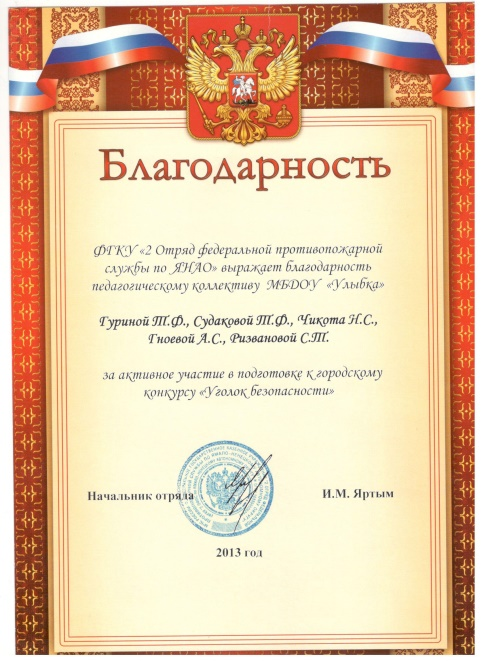 Благодарность
ФГКУ «2 Отряд федеральной противопожарной
службы по ЯНАО» выражает благодарность
педагогическому коллективу МБДОУ «Улыбка»
Гуриной Т.Ф., Судаковой Т.Ф., Чикота Н.С.,
Гноевой А.С., Ризвановой С.Т.
за активное участие в подготовке к городскому
конкурсу «Уголок безопасности»
Начальник отряда
И.М. Яртым
2013 год